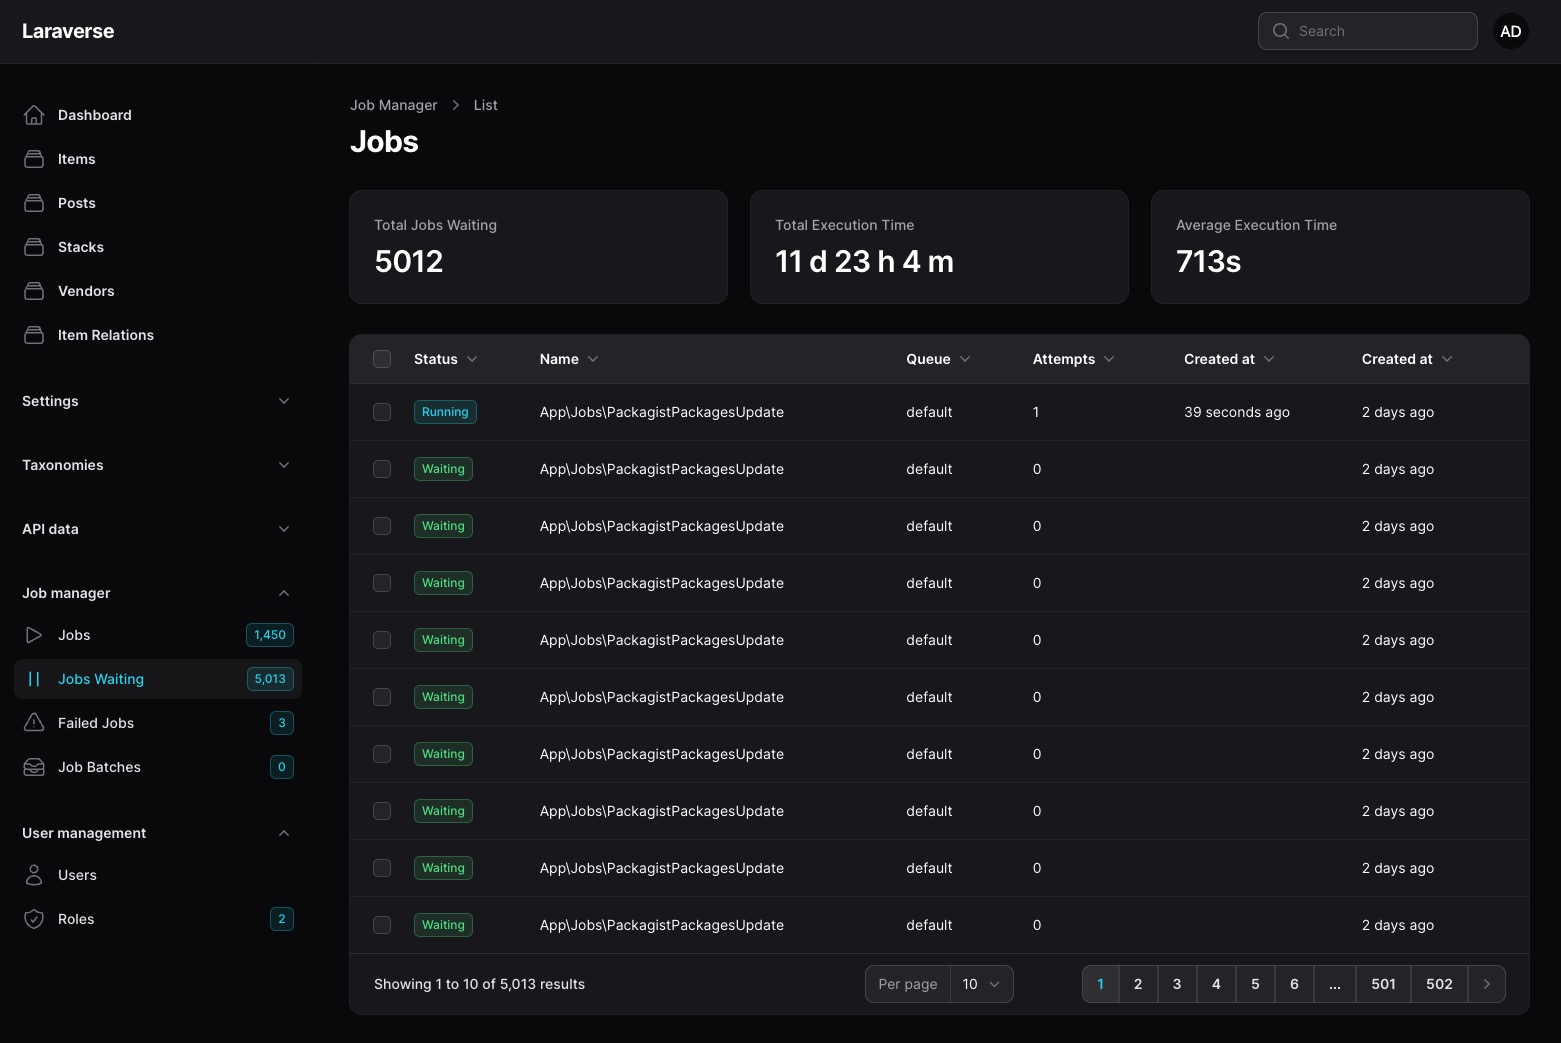 Laraverse
Search
AD
Dashboard
Items
Posts
Stacks
Vendors
Item Relations
Settings
Taxonomies
API data
Job manager
Jobs 1,450
Jobs Waiting 5,013
Failed Jobs 3
Job Batches 0
User management
Users
Roles 2
Job Manager > List
Jobs
Total Jobs Waiting
5012
Total Execution Time
11 d 23 h 4 m
Average Execution Time
713s
Status Name Queue Attempts Created at Created at
Running App\Jobs\PackagistPackagesUpdate default 1 39 seconds ago 2 days ago
Waiting App\Jobs\PackagistPackagesUpdate default 0 2 days ago
Waiting App\Jobs\PackagistPackagesUpdate default 0 2 days ago
Waiting App\Jobs\PackagistPackagesUpdate default 0 2 days ago
Waiting App\Jobs\PackagistPackagesUpdate default 0 2 days ago
Waiting App\Jobs\PackagistPackagesUpdate default 0 2 days ago
Waiting App\Jobs\PackagistPackagesUpdate default 0 2 days ago
Waiting App\Jobs\PackagistPackagesUpdate default 0 2 days ago
Waiting App\Jobs\PackagistPackagesUpdate default 0 2 days ago
Waiting App\Jobs\PackagistPackagesUpdate default 0 2 days ago
Showing 1 to 10 of 5,013 results Per page 10 1 2 3 4 5 6 ... 501 502